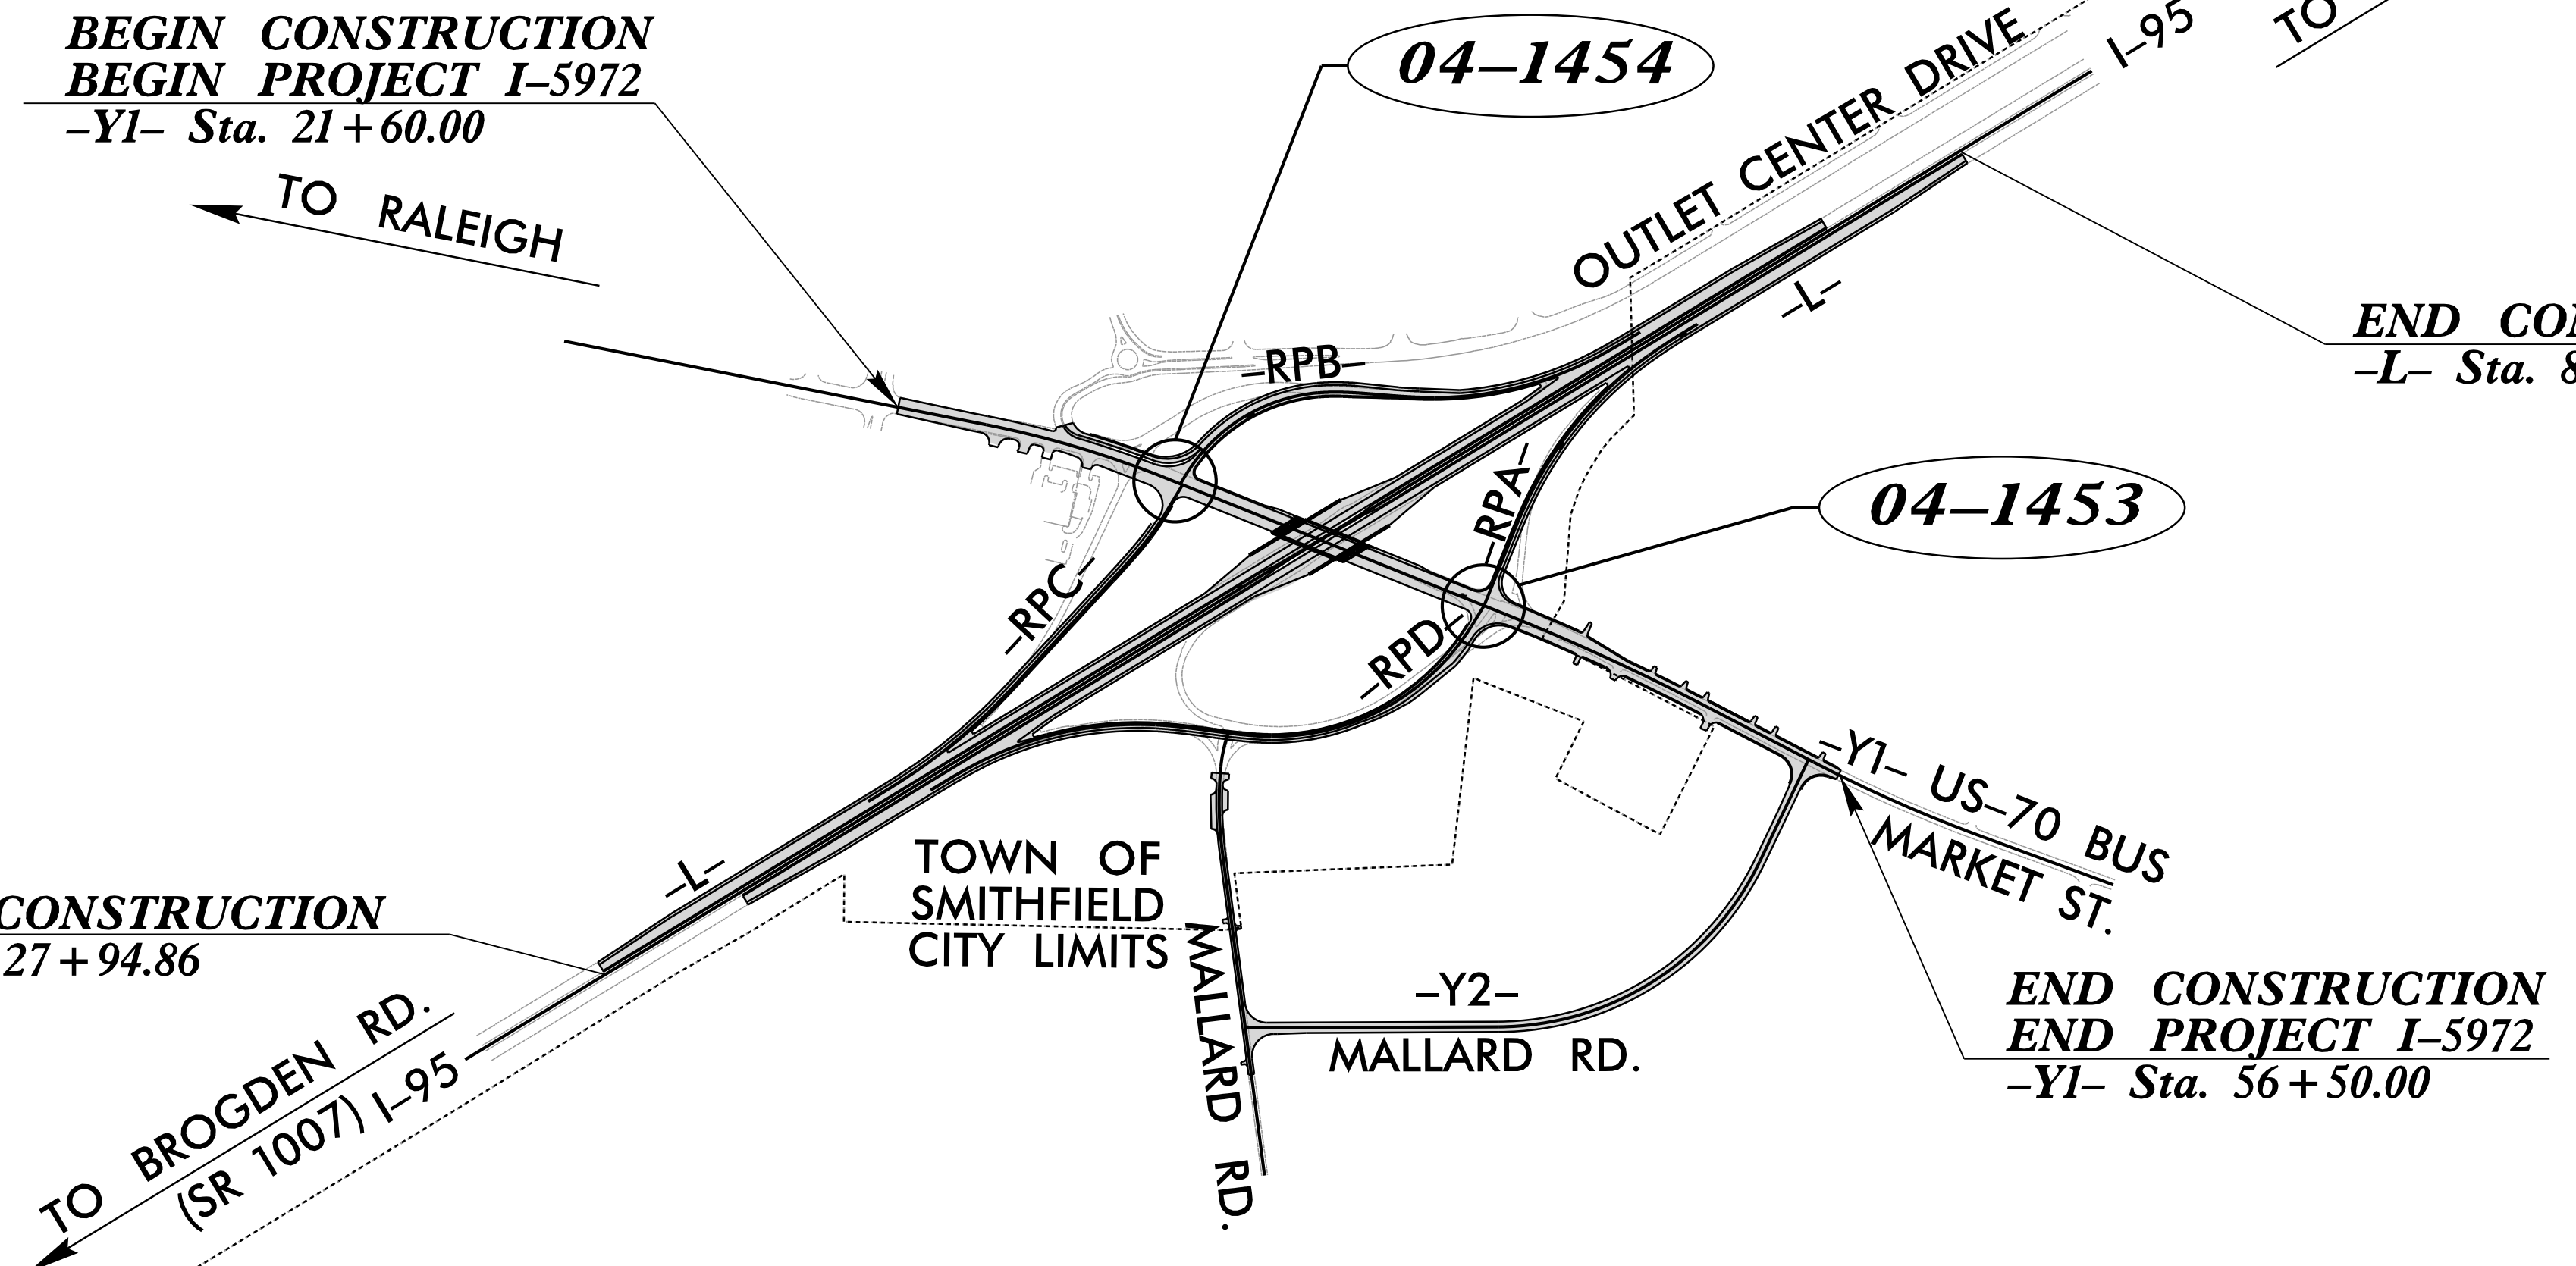 BEGIN CONSTRUCTION
BEGIN PROJECT I–5972
–Y1– Sta. 21+60.00
TO RALEIGH
04–1454
OUTLET CENTER DRIVE
I–95
TO
–L–
END
–L– Sta. 8
–RPB–
–RPA–
04–1453
–RPC–
–RPD–
–Y1– US–70 BUS
MARKET ST.
–L–
TOWN OF
SMITHFIELD
CITY LIMITS
CONSTRUCTION
27+94.86
MALLARD RD.
–Y2–
MALLARD RD.
END CONSTRUCTION
END PROJECT I–5972
–Y1– Sta. 56+50.00
TO BROGDEN RD.
(SR 1007)
I–95